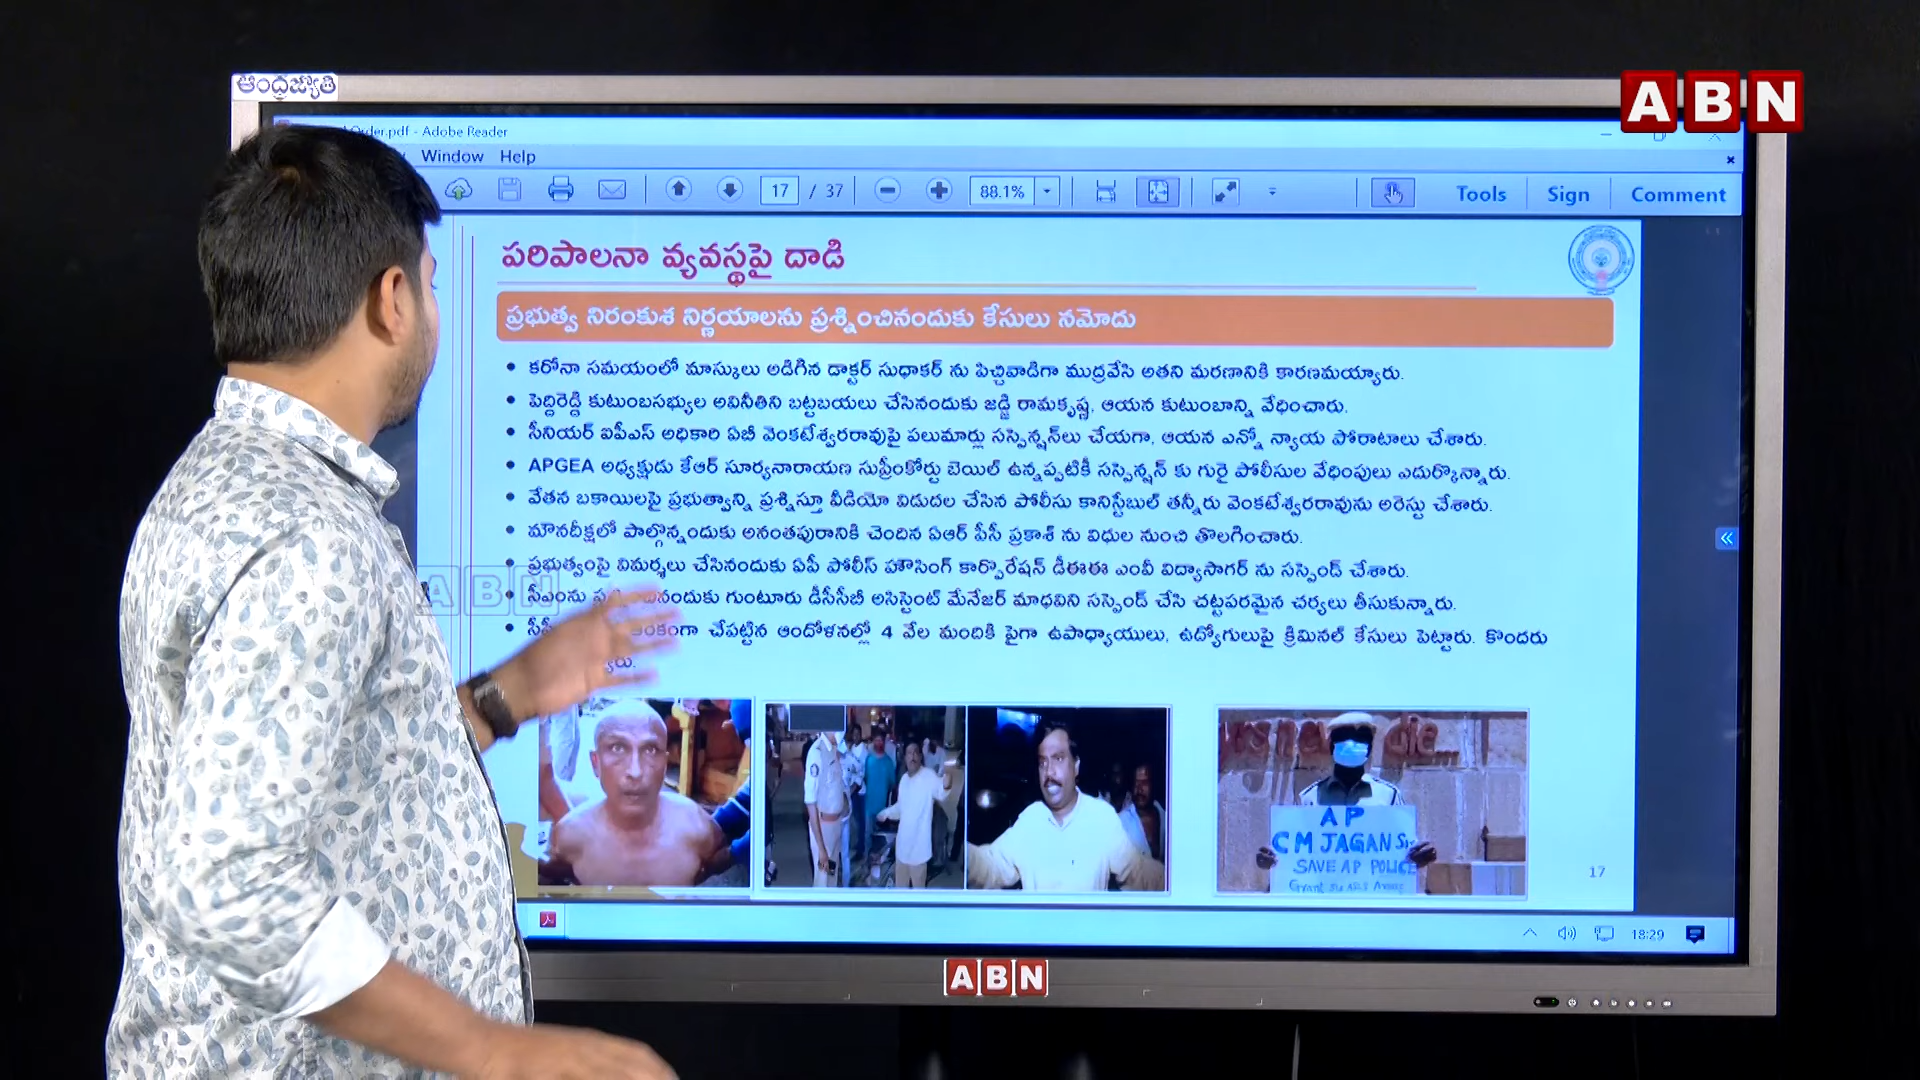 ఆంధ్రజ్యోతి
ABN
Order.pdf - Adobe Reader
Window Help
17 / 37 88.1% Tools Sign Comment
పరిపాలనా వ్యవస్థపై దాడి
ప్రభుత్వ నిరంకుశ నిర్ణయాలను ప్రశ్నించినందుకు కేసులు నమోదు
• కరోనా సమయంలో మాస్కులు అడిగిన డాక్టర్ సుధాకర్ ను పిచ్చివాడిగా ముద్రవేసి అతని మరణానికి కారణమయ్యారు.
• పెద్దిరెడ్డి కుటుంబసభ్యుల అవినీతిని బట్టబయలు చేసినందుకు జడ్జి రామకృష్ణ, ఆయన కుటుంబాన్ని వేధించారు.
• సీనియర్ ఐపీఎస్ అధికారి ఏబీ వెంకటేశ్వరరావుపై పలుమార్లు సస్పెన్షన్‌లు చేయగా, ఆయన ఎన్నో న్యాయ పోరాటాలు చేశారు.
• APGEA అధ్యక్షుడు కేఆర్ సూర్యనారాయణ సుప్రీంకోర్టు బెయిల్ ఉన్నప్పటికీ సస్పెన్షన్ కు గురై పోలీసుల వేధింపులు ఎదుర్కొన్నారు.
• వేతన బకాయిలపై ప్రభుత్వాన్ని ప్రశ్నిస్తూ వీడియో విడుదల చేసిన పోలీసు కానిస్టేబుల్ తన్నీరు వెంకటేశ్వరరావును అరెస్టు చేశారు.
• మౌనదీక్షలో పాల్గొన్నందుకు అనంతపురానికి చెందిన ఏఆర్ పీసీ ప్రకాశ్ ను విధుల నుంచి తొలగించారు.
• ప్రభుత్వంపై విమర్శలు చేసినందుకు ఏపీ పోలీస్ హౌసింగ్ కార్పొరేషన్ డీఈఈ ఎంవీ విద్యాసాగర్ ను సస్పెండ్ చేశారు.
• సీఎంను గుంటూరు డీసీసీబీ అసిస్టెంట్ మేనేజర్ మాధవిని సస్పెండ్ చేసి చట్టపరమైన చర్యలు తీసుకున్నారు.
• చేపట్టిన ఆందోళనల్లో 4 వేల మందికి పైగా ఉపాధ్యాయులు, ఉద్యోగులపై క్రిమినల్ కేసులు పెట్టారు. కొందరు
ABN
die...
AP
CM JAGAN Sir
SAVE AP POLICE
17
18:29
ABN